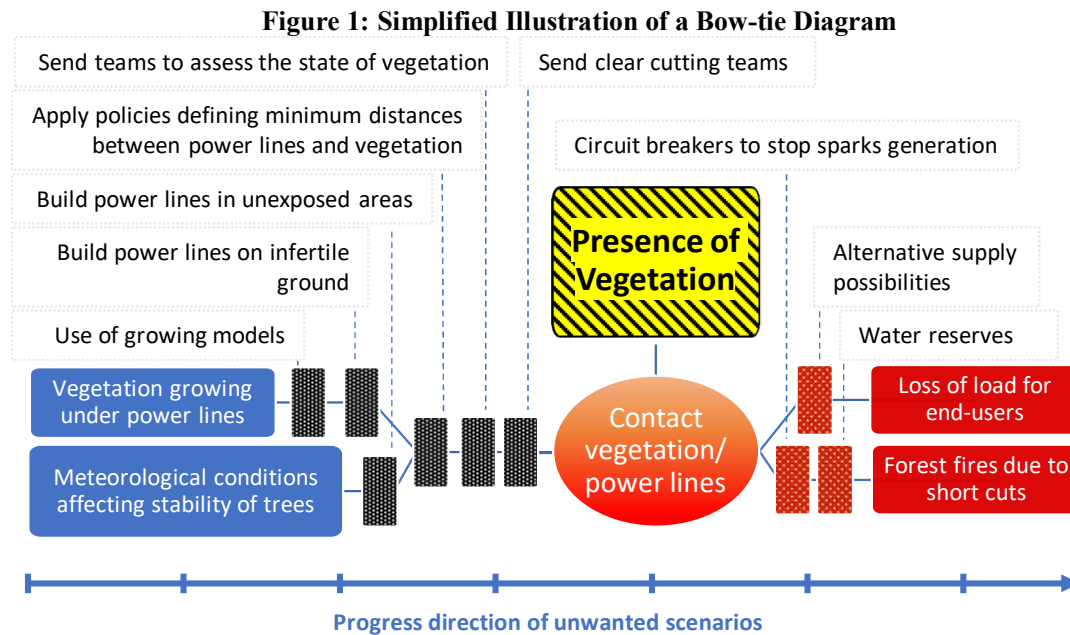 Figure 1: Simplified Illustration of a Bow-tie Diagram
Send teams to assess the state of vegetation
Send clear cutting teams
Apply policies defining minimum distances
between power lines and vegetation
Circuit breakers to stop sparks generation
Build power lines in unexposed areas
Presence of
Vegetation
Build power lines on infertile
ground
Alternative supply
possibilities
Use of growing models
Water reserves
Vegetation growing
under power lines
Meteorological conditions
affecting stability of trees
Contact
vegetation/
power lines
Loss of load for
end-users
Forest fires due to
short cuts
Progress direction of unwanted scenarios